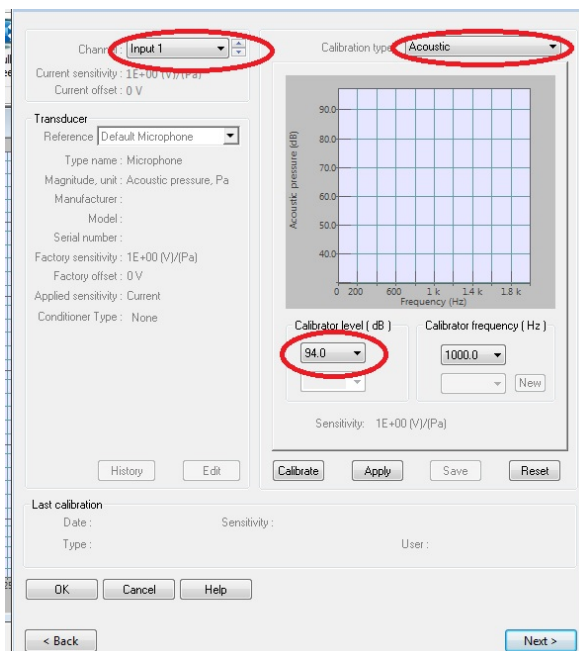 Channel : Input 1
Current sensitivity : 1E+00 (V)/(Pa)
Current offset : 0 V
Transducer
Reference Default Microphone
Type name : Microphone
Magnitude, unit : Acoustic pressure, Pa
Manufacturer :
Model :
Serial number :
Factory sensitivity : 1E+00 (V)/(Pa)
Factory offset : 0 V
Applied sensitivity : Current
Conditioner Type : None
History Edit
Calibration type Acoustic
Acoustic pressure (dB)
90.0
80.0
70.0
60.0
50.0
40.0
0 200 600 1 k 1.4 k 1.8 k
Frequency (Hz)
Calibrator level ( dB )
94.0
Calibrator frequency ( Hz )
1000.0
New
Sensitivity: 1E+00 (V)/(Pa)
Calibrate Apply Save Reset
Last calibration
Date : Sensitivity :
Type : User :
OK Cancel Help
< Back Next >